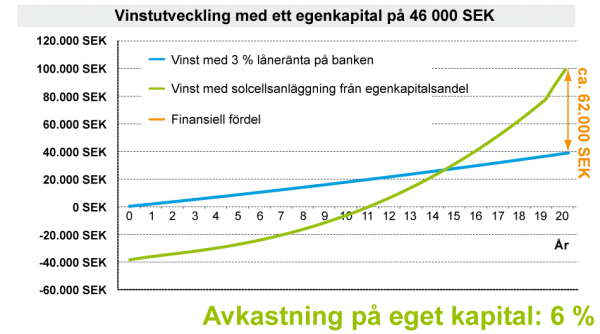 Vinstutveckling med ett egenkapital på 46 000 SEK
120.000 SEK
100.000 SEK
80.000 SEK
60.000 SEK
40.000 SEK
20.000 SEK
0 SEK
-20.000 SEK
-40.000 SEK
-60.000 SEK
Vinst med 3 % låneränta på banken
Vinst med solcellsanläggning från egenkapitalsandel
Finansiell fördel
ca. 62.000 SEK
0 1 2 3 4 5 6 7 8 9 10 11 12 13 14 15 16 17 18 19 20
År
Avkastning på eget kapital: 6 %